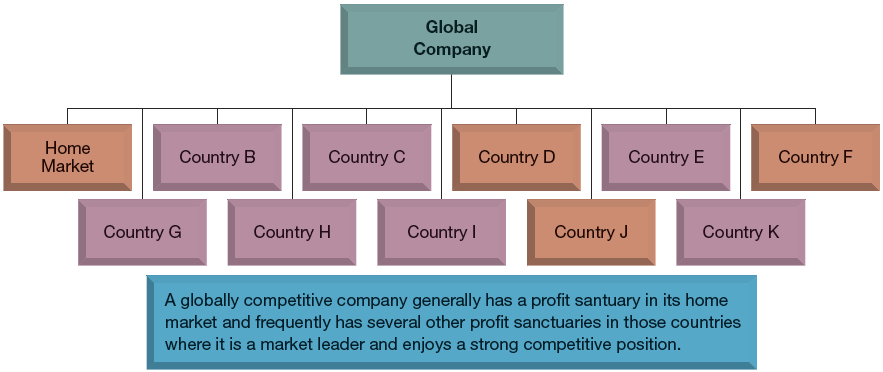 Global
Company
Home
Market
Country B
Country C
Country D
Country E
Country F
Country G
Country H
Country I
Country J
Country K
A globally competitive company generally has a profit santuary in its home
market and frequently has several other profit sanctuaries in those countries
where it is a market leader and enjoys a strong competitive position.